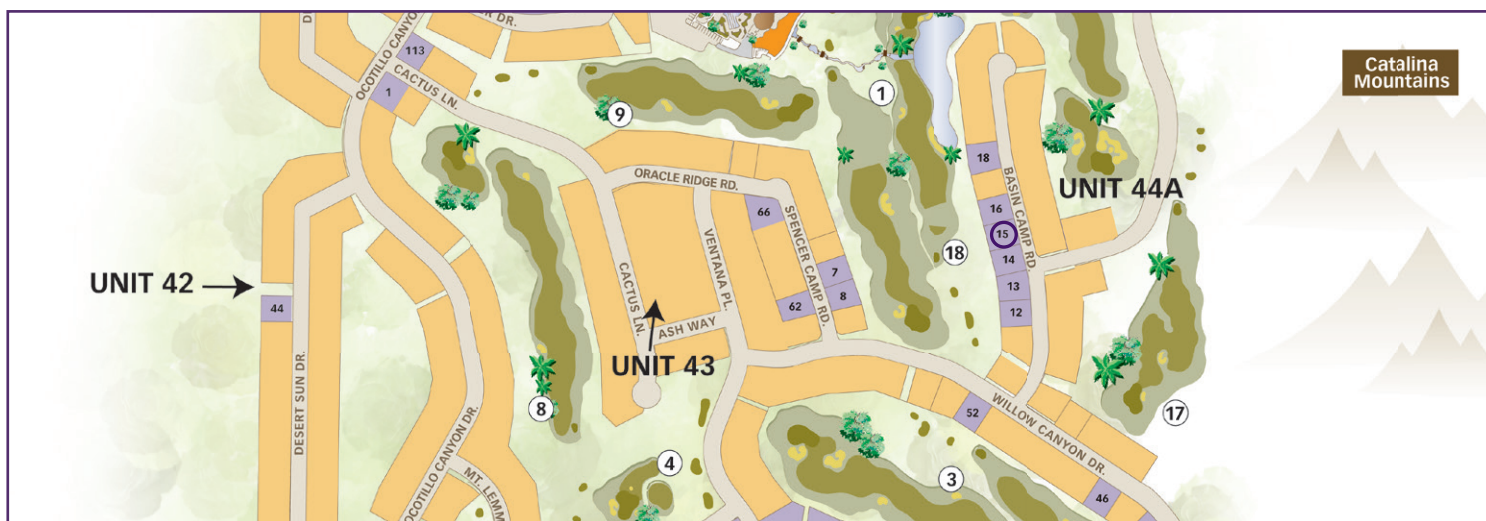 DR.
OCOTILLO CANYON
113
CACTUS LN.
1
9
1
Catalina
Mountains
18
BASIN CAMP RD.
UNIT 44A
ORACLE RIDGE RD.
66
SPENCER CAMP RD.
16
15
14
13
12
VENTANA PL.
18
7
8
62
UNIT 42
44
CACTUS LN.
ASH WAY
UNIT 43
DESERT SUN DR.
OCOTILLO CANYON DR.
8
WILLOW CANYON DR.
52
17
4
3
46
MT. LEMM